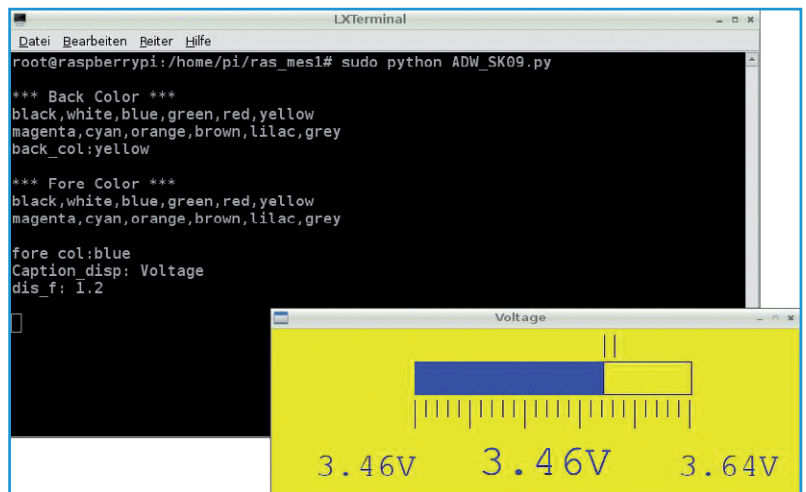 LXTerminal
Datei Bearbeiten Reiter Hilfe
root@raspberrypi:/home/pi/ras_mes1# sudo python ADW_SK09.py
*** Back Color ***
black,white,blue,green,red,yellow
magenta,cyan,orange,brown,lilac,grey
back_col:yellow
*** Fore Color ***
black,white,blue,green,red,yellow
magenta,cyan,orange,brown,lilac,grey
fore col:blue
Caption_disp: Voltage
dis_f: 1.2
Voltage
3.46V 3.46V 3.64V